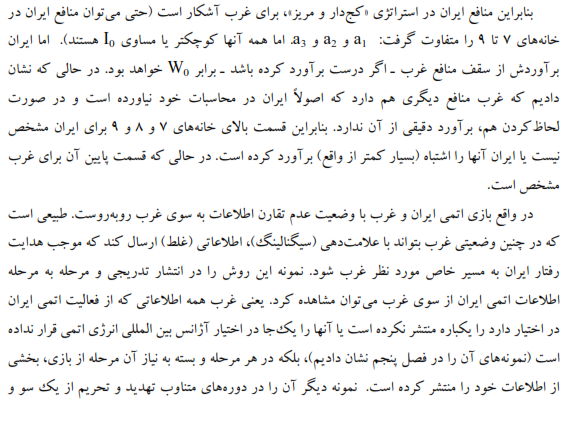 بنابراین منافع ایران در استراتژی «کج‌دار و مریز»، برای غرب آشکار است (حتی می‌توان منافع ایران در
خانه‌های ۷ تا ۹ را متفاوت گرفت: a1 و a2 و a3. اما همه آنها کوچکتر یا مساوی I0 هستند). اما ایران
برآوردش از سقف منافع غرب ـ اگر درست برآورد کرده باشد ـ برابر W0 خواهد بود. در حالی که نشان
دادیم که غرب منافع دیگری هم دارد که اصولاً ایران در محاسبات خود نیاورده است و در صورت
لحاظ کردن هم، برآورد دقیقی از آن ندارد. بنابراین قسمت بالای خانه‌های ۷ و ۸ و ۹ برای ایران مشخص
نیست یا ایران آنها را اشتباه (بسیار کمتر از واقع) برآورد کرده است. در حالی که قسمت پایین آن برای غرب
مشخص است.
در واقع بازی اتمی ایران و غرب با وضعیت عدم تقارن اطلاعات به سوی غرب روبه‌روست. طبیعی است
که در چنین وضعیتی غرب بتواند با علامت‌دهی (سیگنالینگ)، اطلاعاتی (غلط) ارسال کند که موجب هدایت
رفتار ایران به مسیر خاص مورد نظر غرب شود. نمونه این روش را در انتشار تدریجی و مرحله به مرحله
اطلاعات اتمی ایران از سوی غرب می‌توان مشاهده کرد. یعنی غرب همه اطلاعاتی که از فعالیت اتمی ایران
در اختیار دارد را یکباره منتشر نکرده است یا آنها را یک‌جا در اختیار آژانس بین المللی انرژی اتمی قرار نداده
است (نمونه‌های آن را در فصل پنجم نشان دادیم)، بلکه در هر مرحله و بسته به نیاز آن مرحله از بازی، بخشی
از اطلاعات خود را منتشر کرده است. نمونه دیگر آن را در دوره‌های متناوب تهدید و تحریم از یک سو و